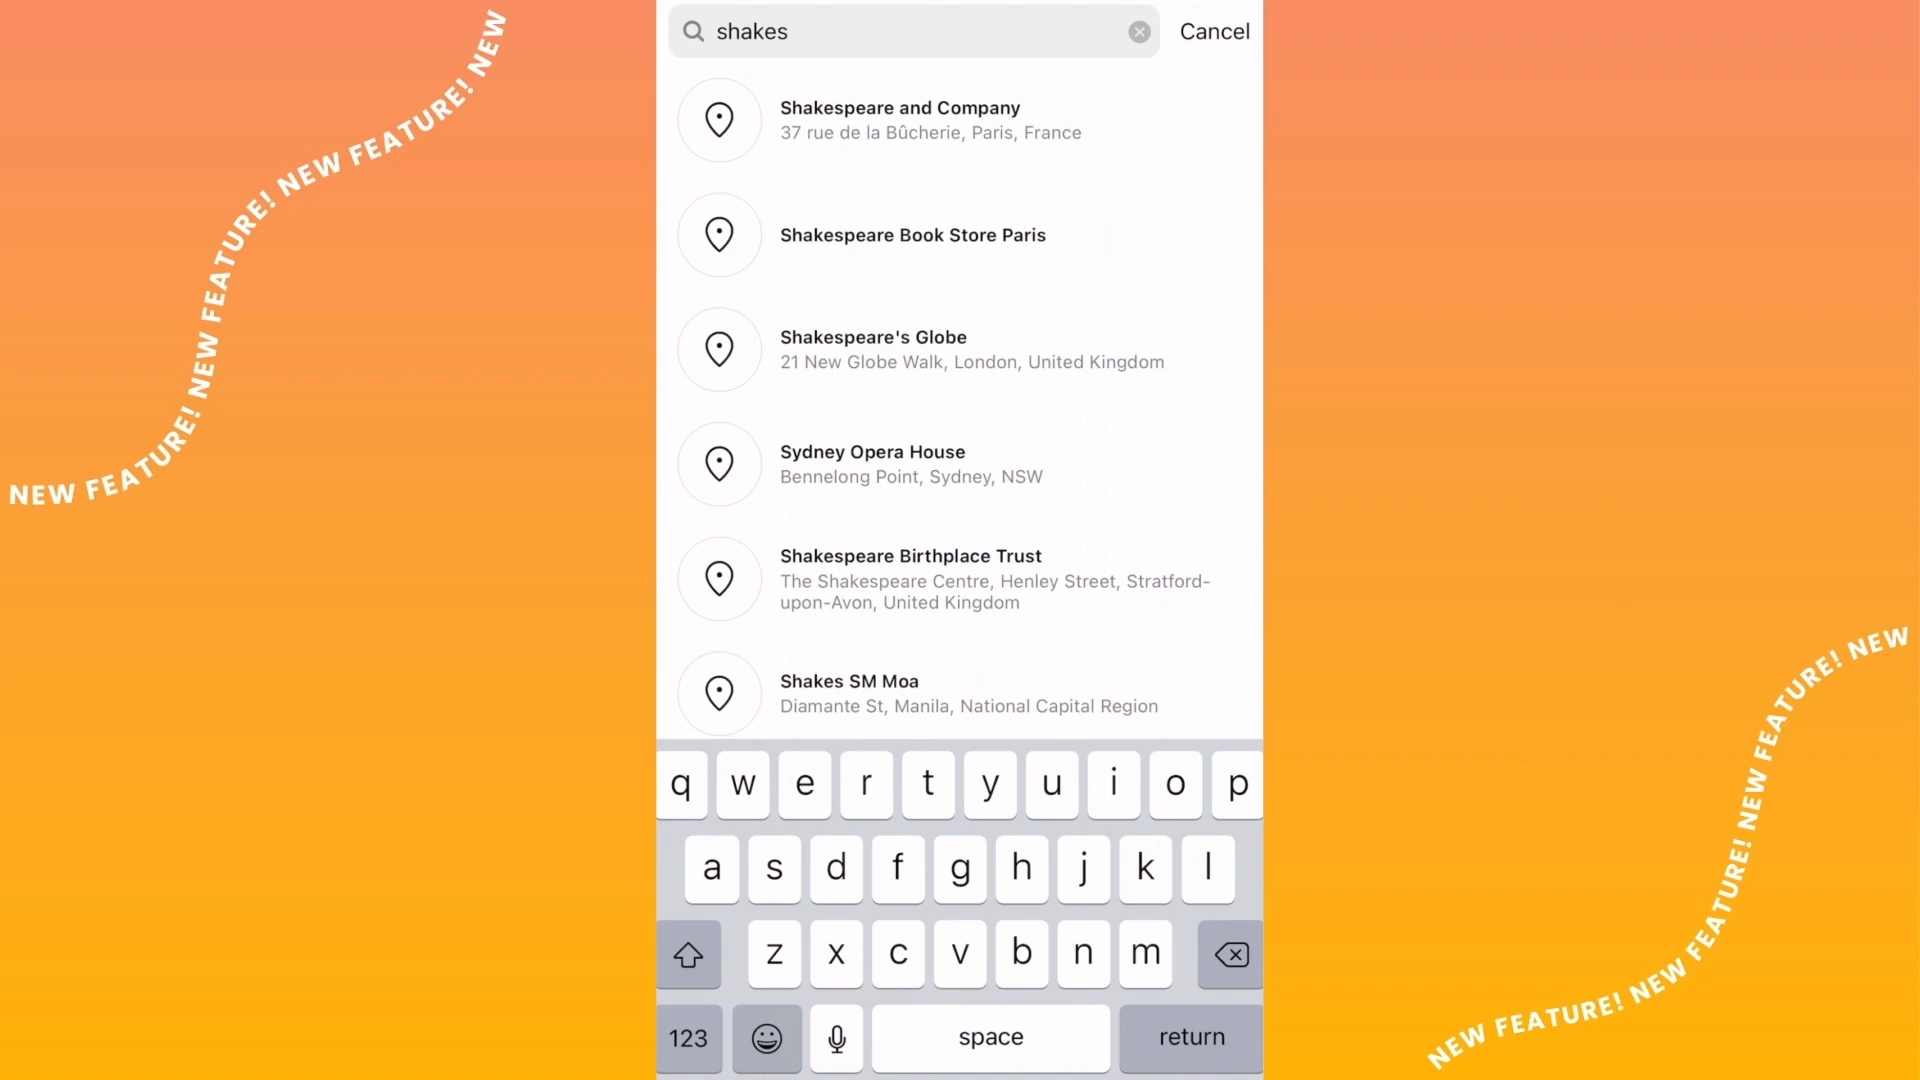 NEW FEATURE! NEW FEATURE! NEW FEATURE! NEW
shakes
Cancel
Shakespeare and Company
37 rue de la Bûcherie, Paris, France
Shakespeare Book Store Paris
Shakespeare's Globe
21 New Globe Walk, London, United Kingdom
Sydney Opera House
Bennelong Point, Sydney, NSW
Shakespeare Birthplace Trust
The Shakespeare Centre, Henley Street, Stratford-
upon-Avon, United Kingdom
Shakes SM Moa
Diamante St, Manila, National Capital Region
q w e r t y u i o p
a s d f g h j k l
z x c v b n m
123 space return
NEW FEATURE! NEW FEATURE! NEW FEATURE! NEW